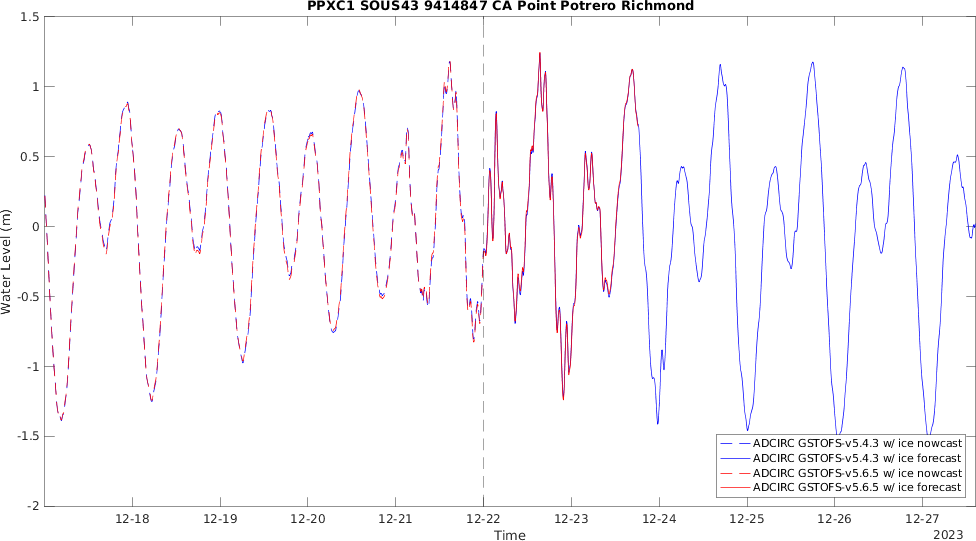 PPXC1 SOUS43 9414847 CA Point Potrero Richmond
1.5
1
0.5
0
-0.5
-1
-1.5
-2
Water Level (m)
12-18
12-19
12-20
12-21
12-22
12-23
12-24
12-25
12-26
12-27
Time
2023
ADCIRC GSTOFS-v5.4.3 w/ ice nowcast
ADCIRC GSTOFS-v5.4.3 w/ ice forecast
ADCIRC GSTOFS-v5.6.5 w/ ice nowcast
ADCIRC GSTOFS-v5.6.5 w/ ice forecast